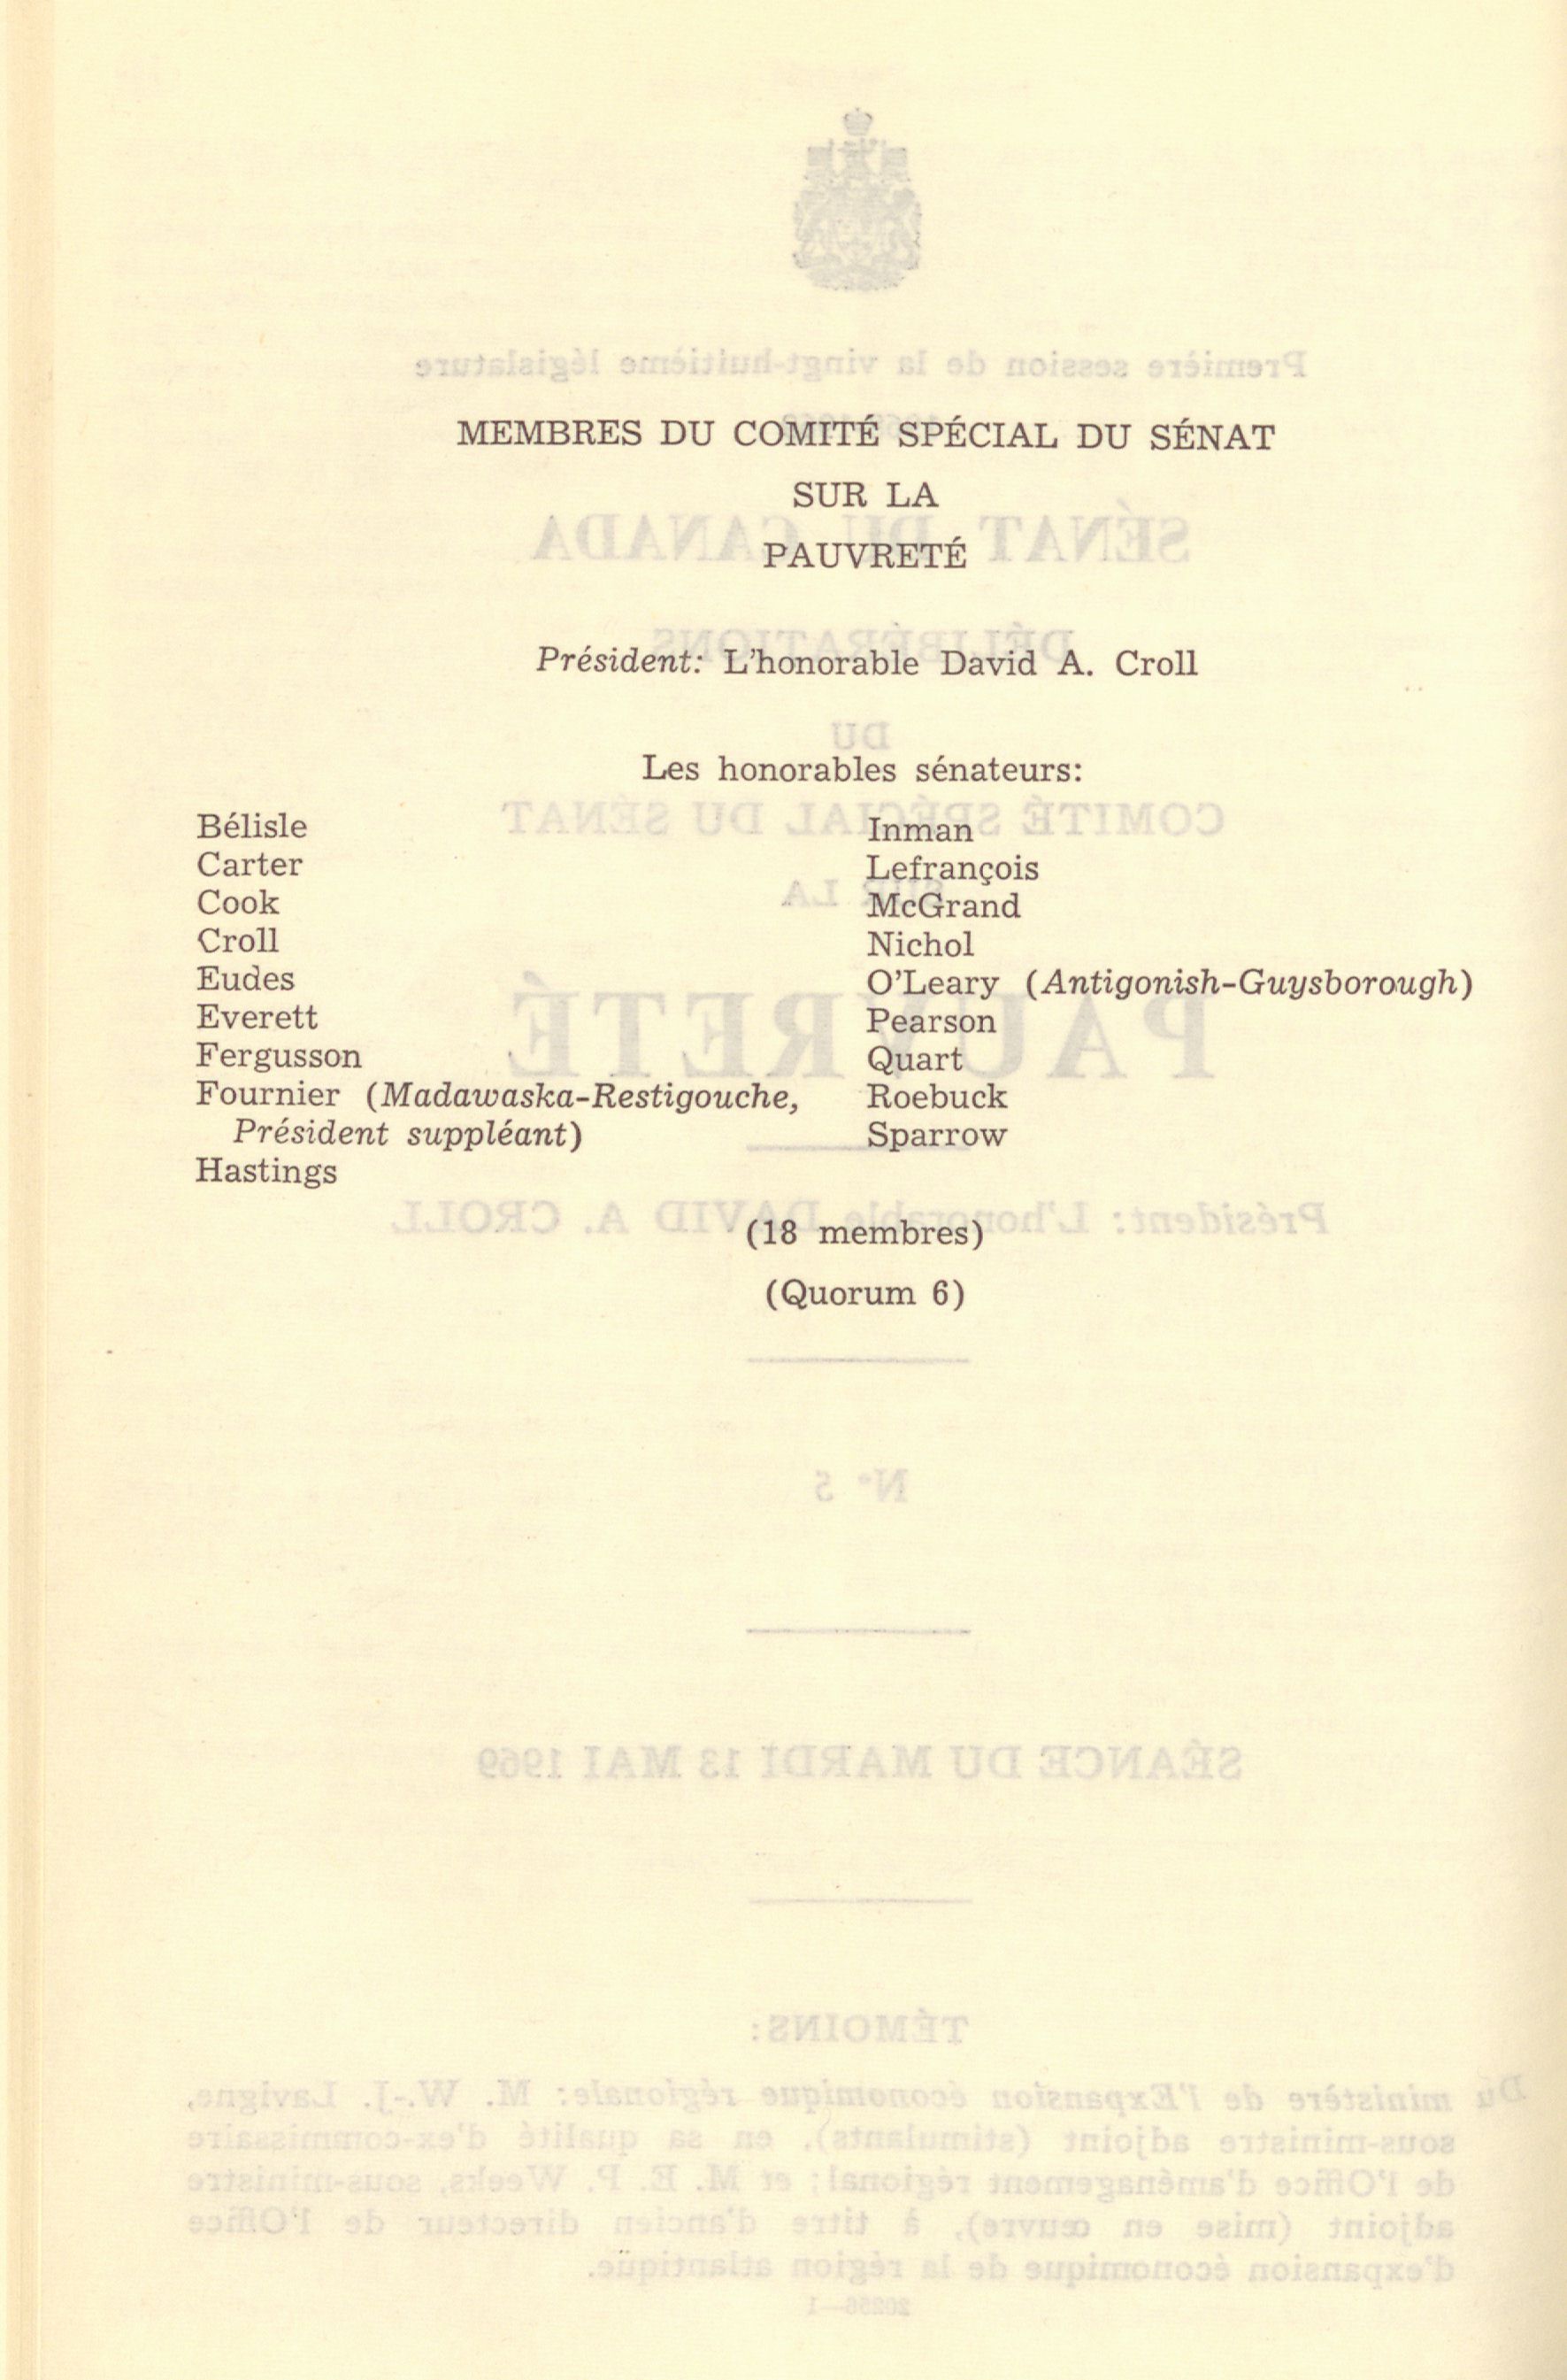 MEMBRES DU COMITÉ SPÉCIAL DU SÉNAT
SUR LA
PAUVRETÉ
Président: L'honorable David A. Croll
Les honorables sénateurs:
Bélisle
Carter
Cook
Croll
Eudes
Everett
Fergusson
Fournier (Madawaska-Restigouche,
Président suppléant)
Hastings
Inman
Lefrançois
McGrand
Nichol
O'Leary (Antigonish-Guysborough)
Pearson
Quart
Roebuck
Sparrow
(18 membres)
(Quorum 6)